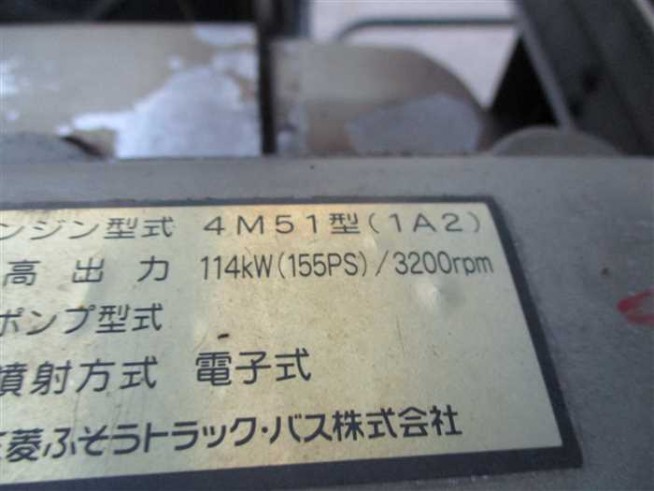 ンジン型式 4M51型(1A2)
高出力 114kW(155PS)/3200rpm
ポンプ型式
噴射方式 電子式
菱ふそうトラック・バス株式会社